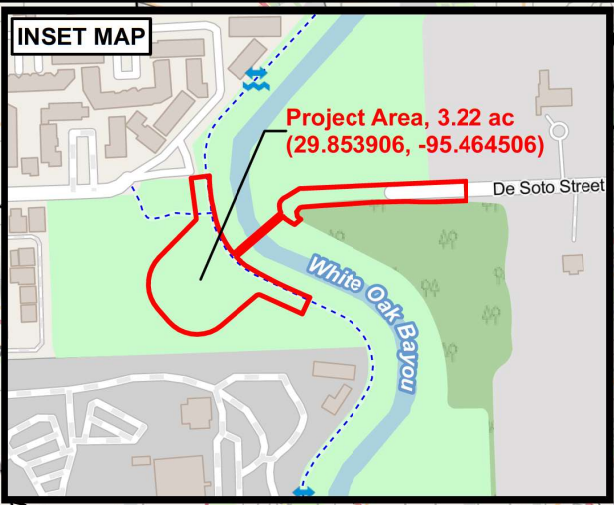 INSET MAP
Project Area, 3.22 ac
(29.853906, -95.464506)
De Soto Street
White Oak Bayou